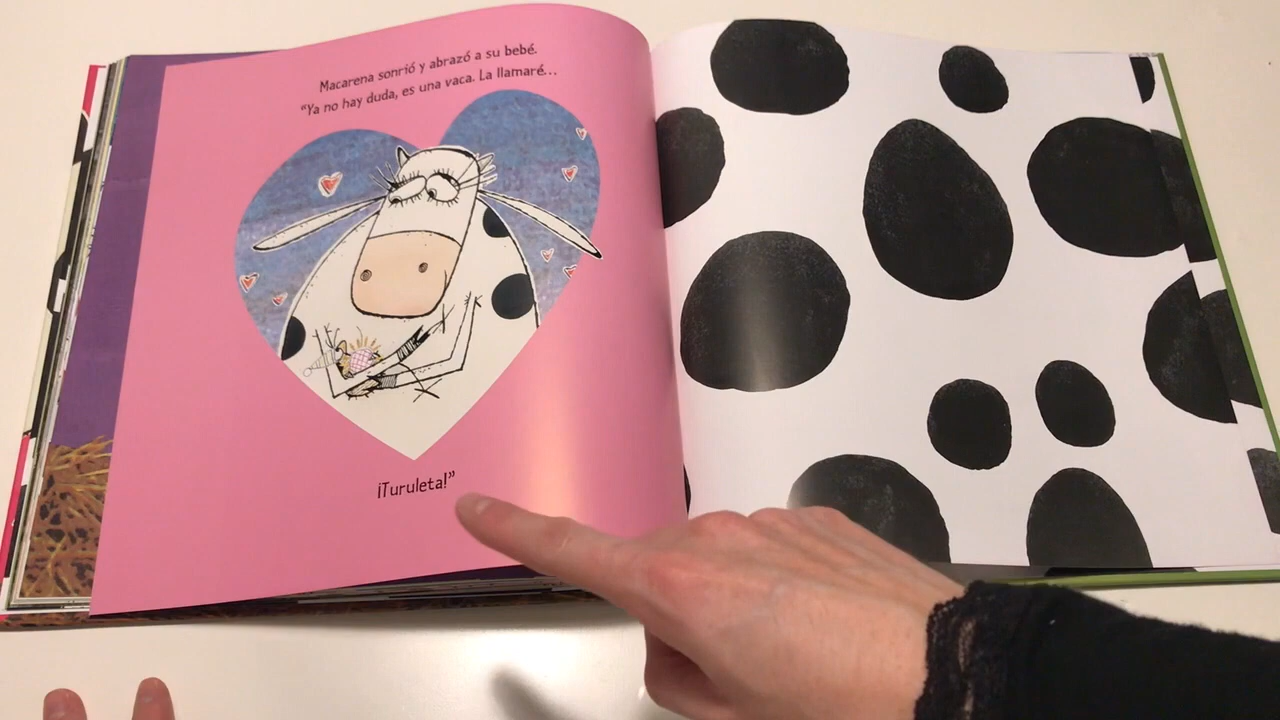 Macarena sonrió y abrazó a su bebé.
“Ya no hay duda, es una vaca. La llamaré...
¡Turuleta!”